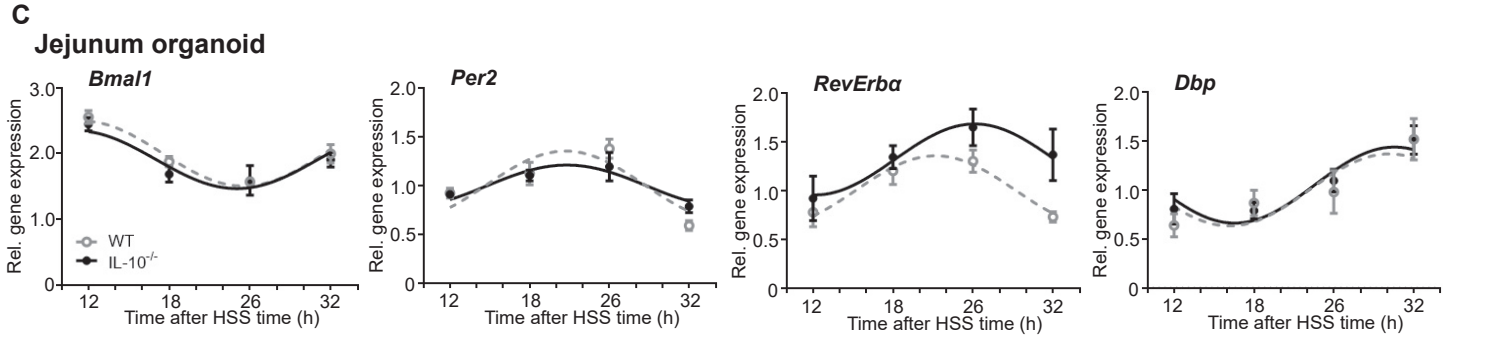 C
Jejunum organoid
Bmal1
Rel. gene expression
3.0
2.0
1.0
0
WT
IL-10-/-
12 18 26 32
Time after HSS time (h)
Per2
Rel. gene expression
2.0
1.5
1.0
0.5
0
12 18 26 32
Time after HSS time (h)
RevErbα
Rel. gene expression
2.0
1.5
1.0
0.5
0
12 18 26 32
Time after HSS time (h)
Dbp
Rel. gene expression
2.0
1.5
1.0
0.5
0
12 18 26 32
Time after HSS time (h)